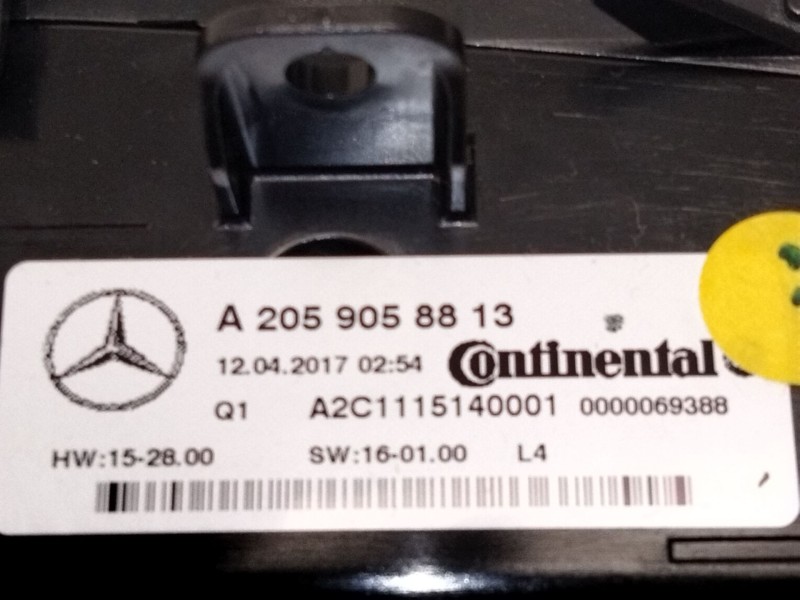 A 205 905 88 13
12.04.2017 02:54 Continental
Q1 A2C1115140001 0000069388
HW:15-28.00 SW:16-01.00 L4